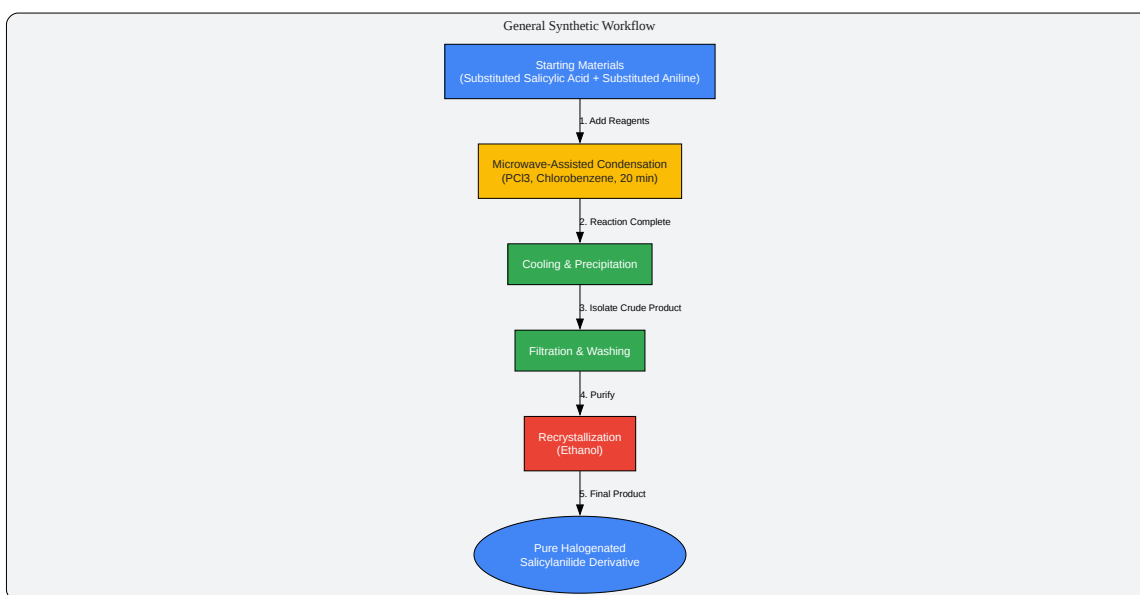 General Synthetic Workflow
Starting Materials
(Substituted Salicylic Acid + Substituted Aniline)
1. Add Reagents
Microwave-Assisted Condensation
(PCl3, Chlorobenzene, 20 min)
2. Reaction Complete
Cooling & Precipitation
3. Isolate Crude Product
Filtration & Washing
4. Purify
Recrystallization
(Ethanol)
5. Final Product
Pure Halogenated
Salicylanilide Derivative